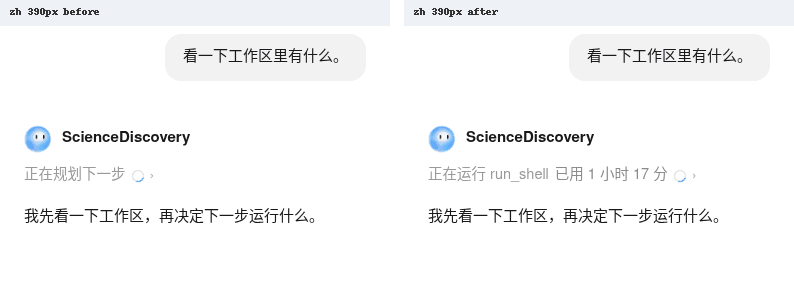 zh 390px before
看一下工作区里有什么。
ScienceDiscovery
正在规划下一步 ›
我先看一下工作区，再决定下一步运行什么。
zh 390px after
看一下工作区里有什么。
ScienceDiscovery
正在运行 run_shell 已用 1 小时 17 分 ›
我先看一下工作区，再决定下一步运行什么。